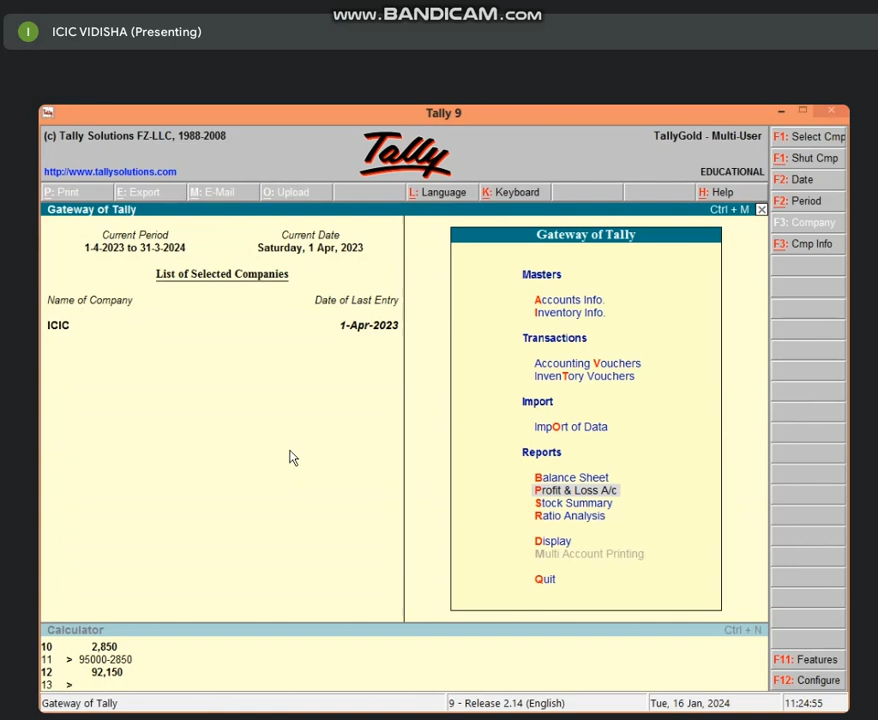 www.BANDICAM.com
I ICIC VIDISHA (Presenting)
Tally 9
(c) Tally Solutions FZ-LLC, 1988-2008
Tally
TallyGold - Multi-User
http://www.tallysolutions.com
EDUCATIONAL
P: Print E: Export M: E-Mail O: Upload L: Language K: Keyboard H: Help
Gateway of Tally Ctrl + M
Current Period Current Date
1-4-2023 to 31-3-2024 Saturday, 1 Apr, 2023
List of Selected Companies
Name of Company Date of Last Entry
ICIC 1-Apr-2023
Gateway of Tally
Masters
Accounts Info.
Inventory Info.
Transactions
Accounting Vouchers
InvenTory Vouchers
Import
ImpOrt of Data
Reports
Balance Sheet
Profit & Loss A/c
Stock Summary
Ratio Analysis
Display
Multi Account Printing
Quit
F1: Select Cmp
F1: Shut Cmp
F2: Date
F2: Period
F3: Company
F3: Cmp Info
F11: Features
F12: Configure
Calculator Ctrl + N
10 2,850
11 > 95000-2850
12 92,150
13 >
Gateway of Tally 9 - Release 2.14 (English) Tue, 16 Jan, 2024 11:24:55